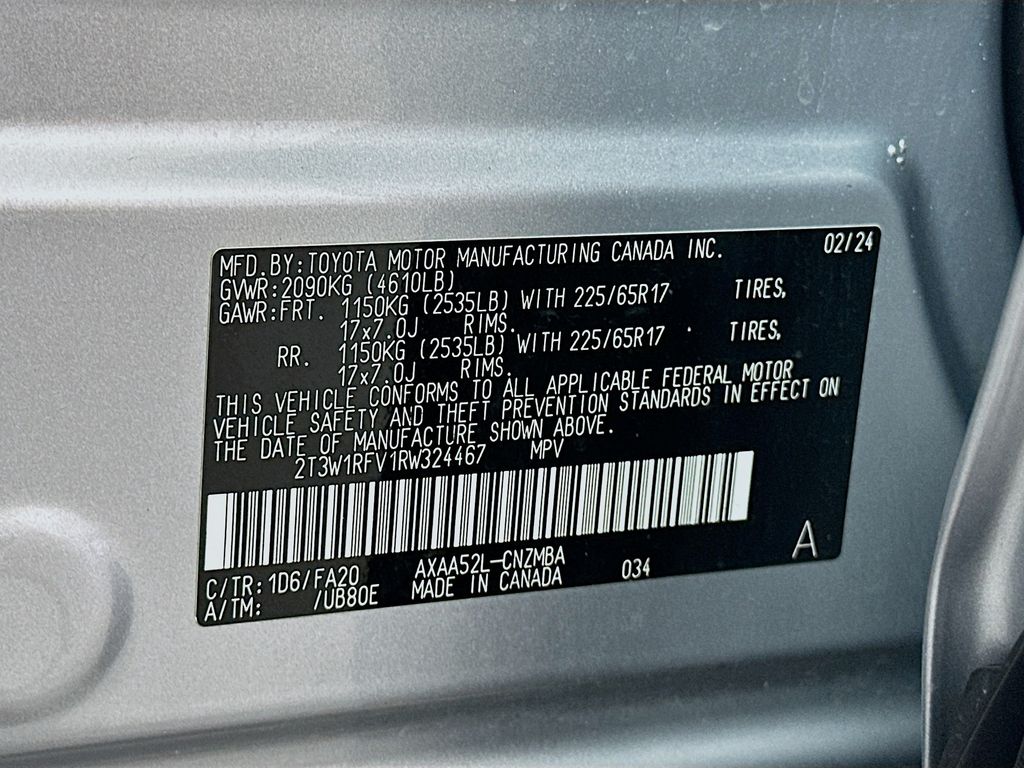 MFD.BY:TOYOTA MOTOR MANUFACTURING CANADA INC. 02/24
GVWR:2090KG (4610LB)
GAWR:FRT. 1150KG (2535LB) WITH 225/65R17 TIRES,
17x7.0J RIMS.
RR. 1150KG (2535LB) WITH 225/65R17 TIRES,
17x7.0J RIMS.
THIS VEHICLE CONFORMS TO ALL APPLICABLE FEDERAL MOTOR
VEHICLE SAFETY AND THEFT PREVENTION STANDARDS IN EFFECT ON
THE DATE OF MANUFACTURE SHOWN ABOVE.
2T3W1RFV1RW324467 MPV
A
C/TR:1D6/FA20 AXAA52L-CNZMBA 034
A/TM: /UB80E MADE IN CANADA